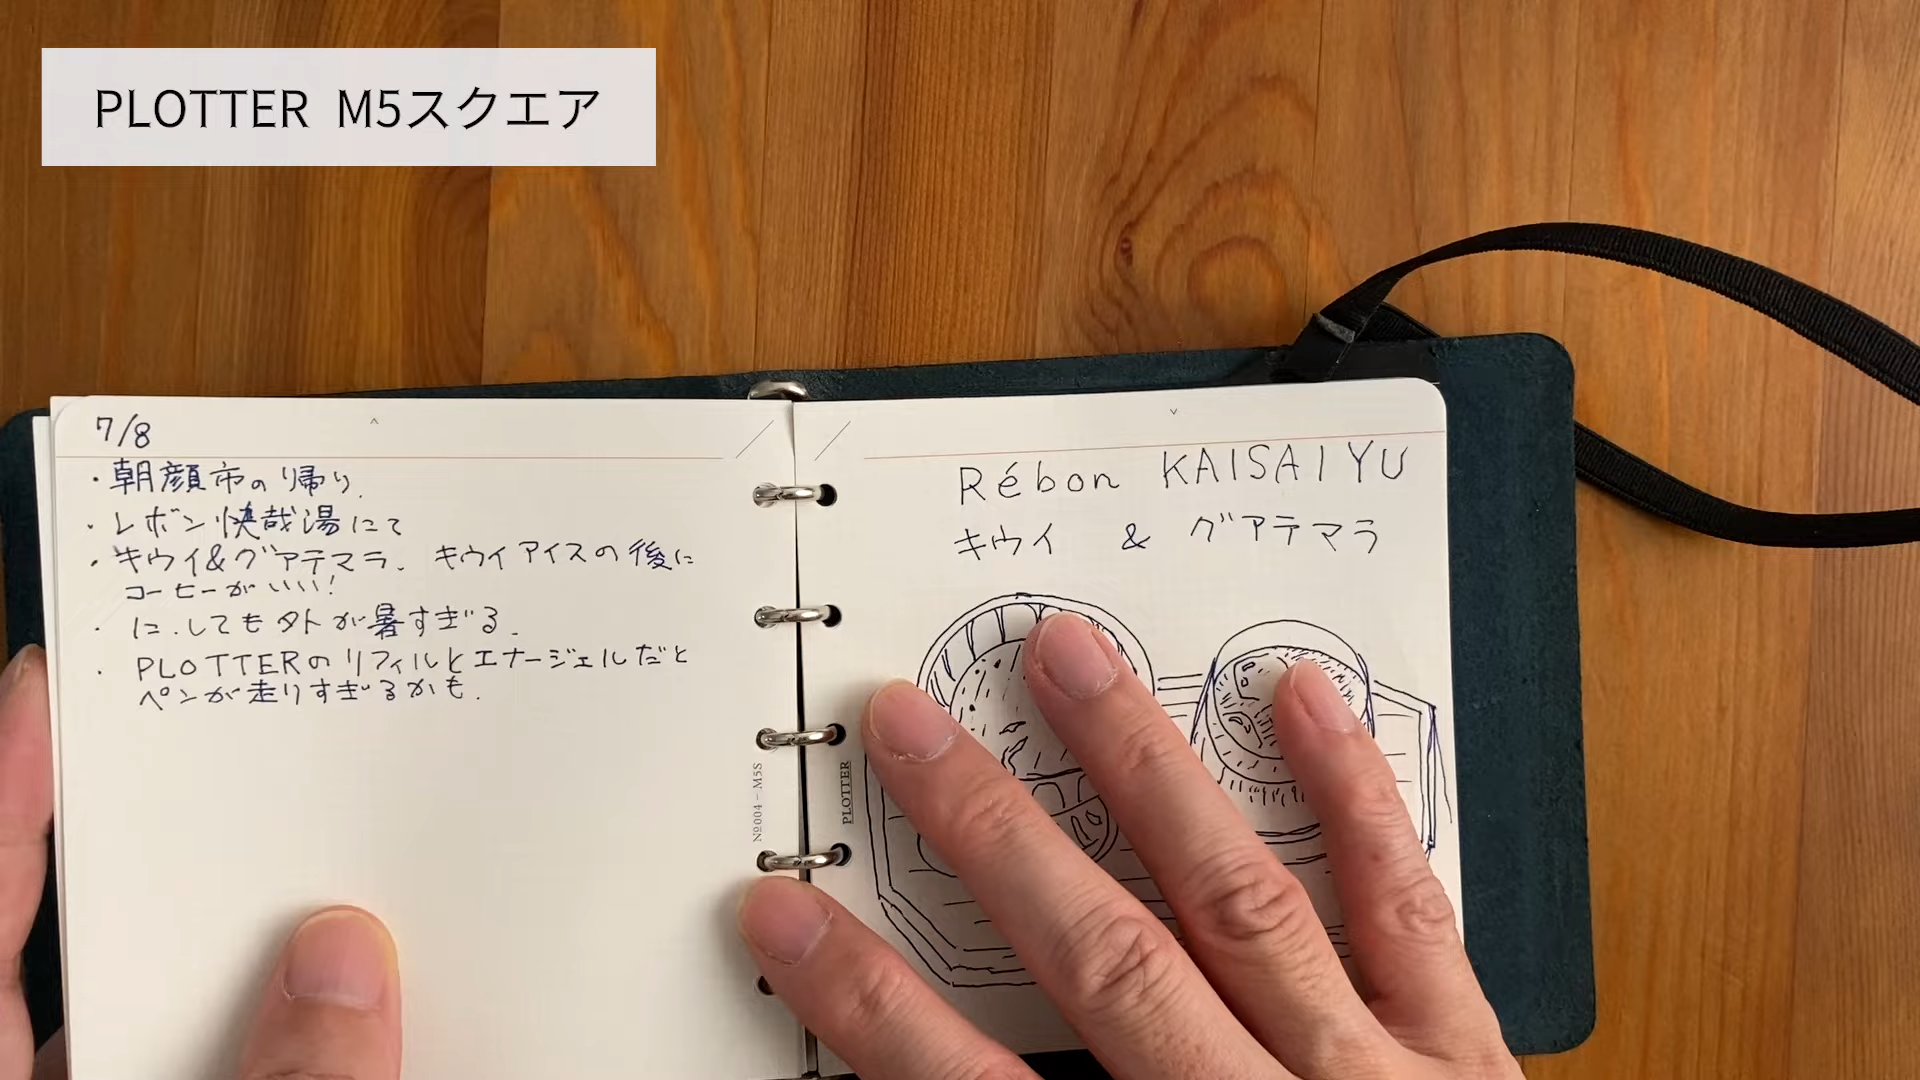 PLOTTER M5スクエア
7/8
・朝顔市の帰り.
・レボン快哉湯にて
・キウイ&グアテマラ. キウイアイスの後に
コーヒーがいい!
・にしても外が暑すぎる.
・PLOTTERのリフィルとエナージェルだと
ペンが走りすぎるかも.
Nº004 – M5S
PLOTTER
Rébon KAISAIYU
キウイ & グアテマラ